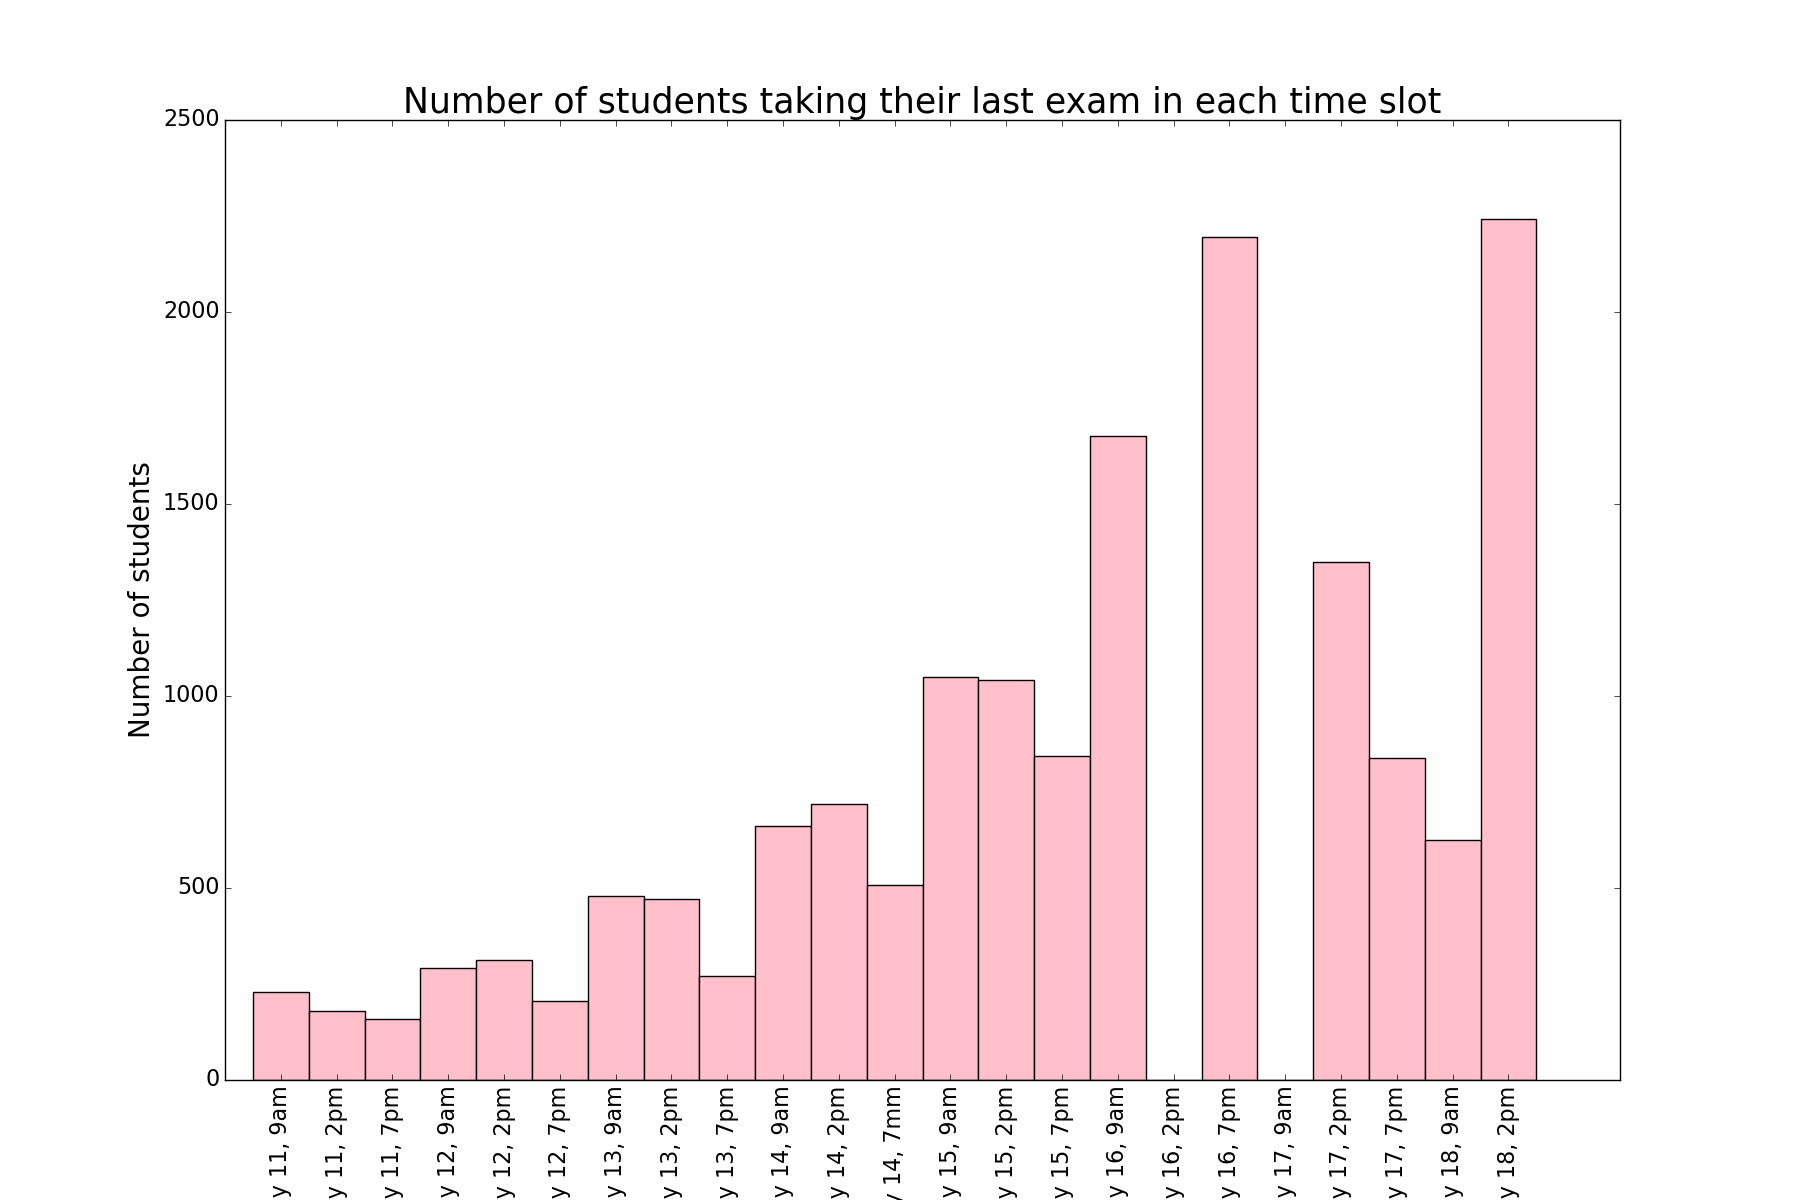 Number of students taking their last exam in each time slot
Number of students
2500
2000
1500
1000
500
0
y 11, 9am
y 11, 2pm
y 11, 7pm
y 12, 9am
y 12, 2pm
y 12, 7pm
y 13, 9am
y 13, 2pm
y 13, 7pm
y 14, 9am
y 14, 2pm
y 14, 7mm
y 15, 9am
y 15, 2pm
y 15, 7pm
y 16, 9am
y 16, 2pm
y 16, 7pm
y 17, 9am
y 17, 2pm
y 17, 7pm
y 18, 9am
y 18, 2pm